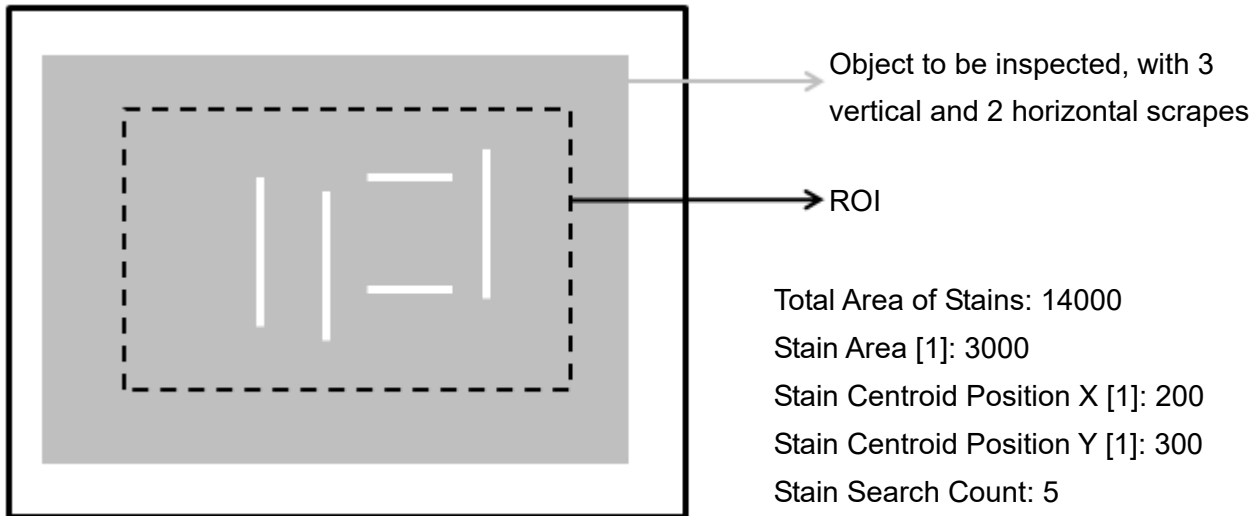 Object to be inspected, with 3
vertical and 2 horizontal scrapes
ROI
Total Area of Stains: 14000
Stain Area [1]: 3000
Stain Centroid Position X [1]: 200
Stain Centroid Position Y [1]: 300
Stain Search Count: 5